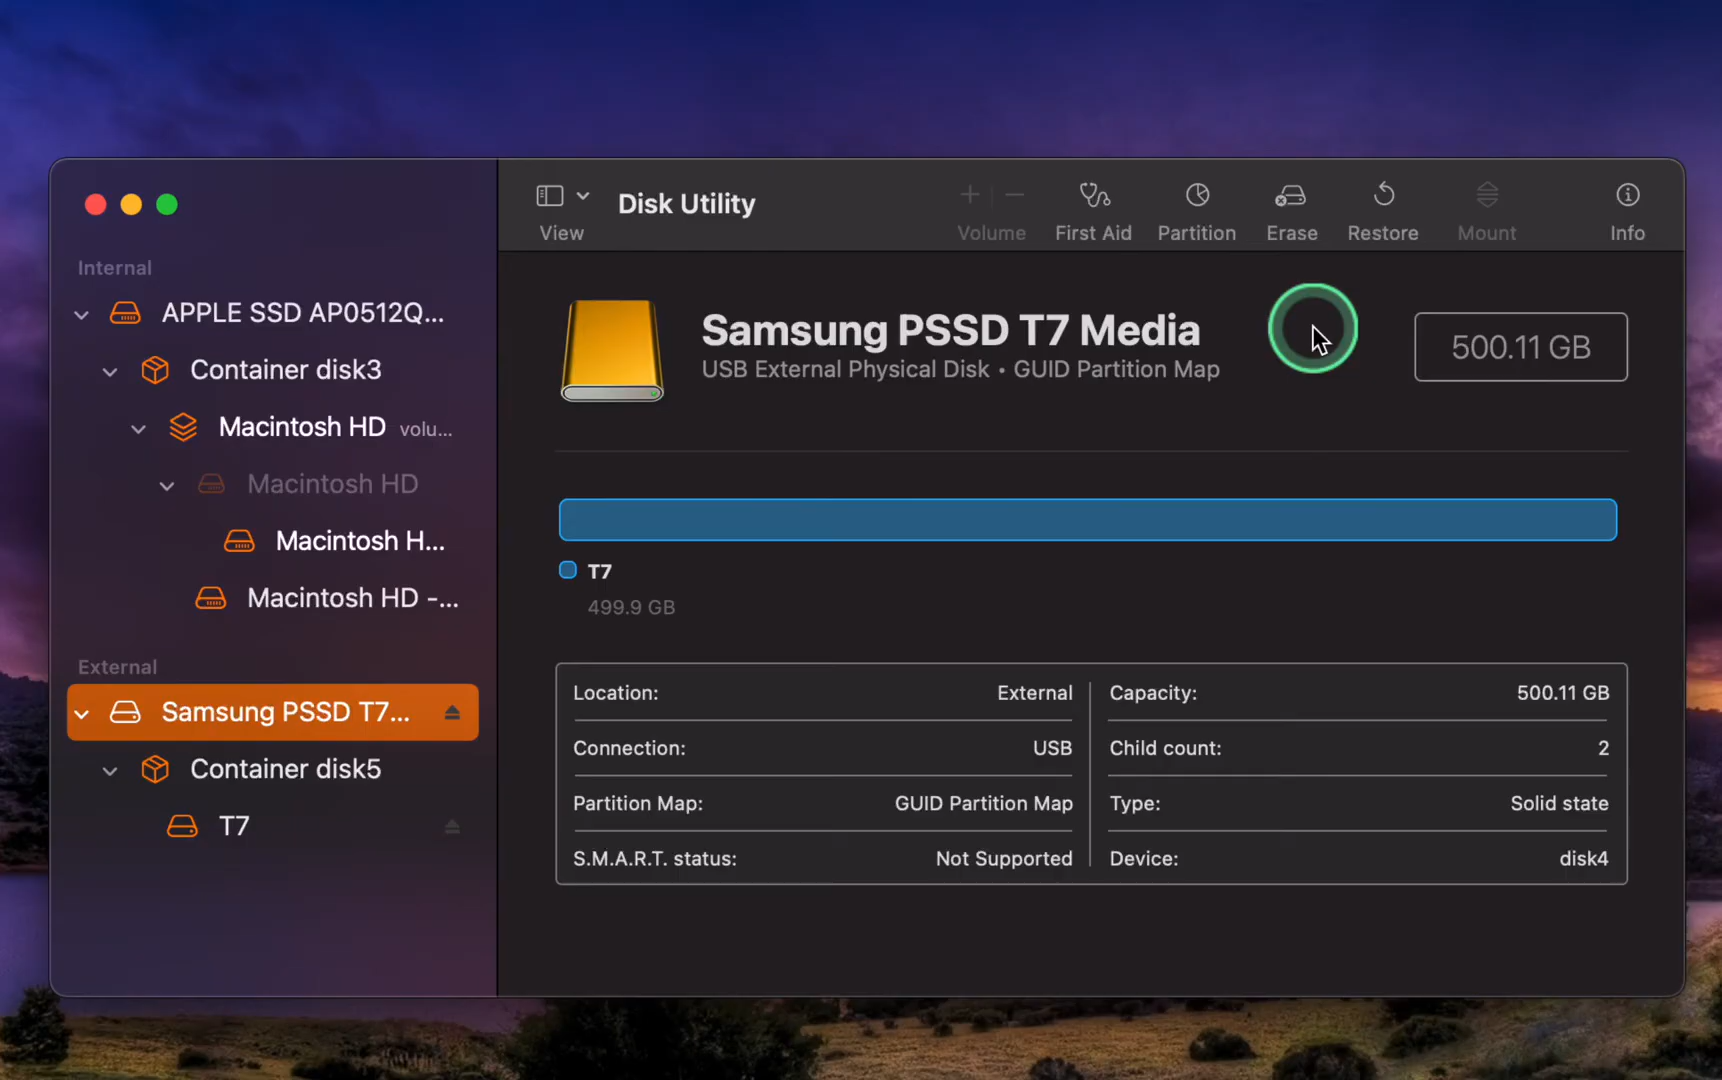 Disk Utility
View
Volume
First Aid
Partition
Erase
Restore
Mount
Info
Internal
APPLE SSD AP0512Q...
Container disk3
Macintosh HD volu...
Macintosh HD
Macintosh H...
Macintosh HD -...
External
Samsung PSSD T7...
Container disk5
T7
Samsung PSSD T7 Media
USB External Physical Disk • GUID Partition Map
500.11 GB
T7
499.9 GB
Location: External
Connection: USB
Partition Map: GUID Partition Map
S.M.A.R.T. status: Not Supported
Capacity: 500.11 GB
Child count: 2
Type: Solid state
Device: disk4